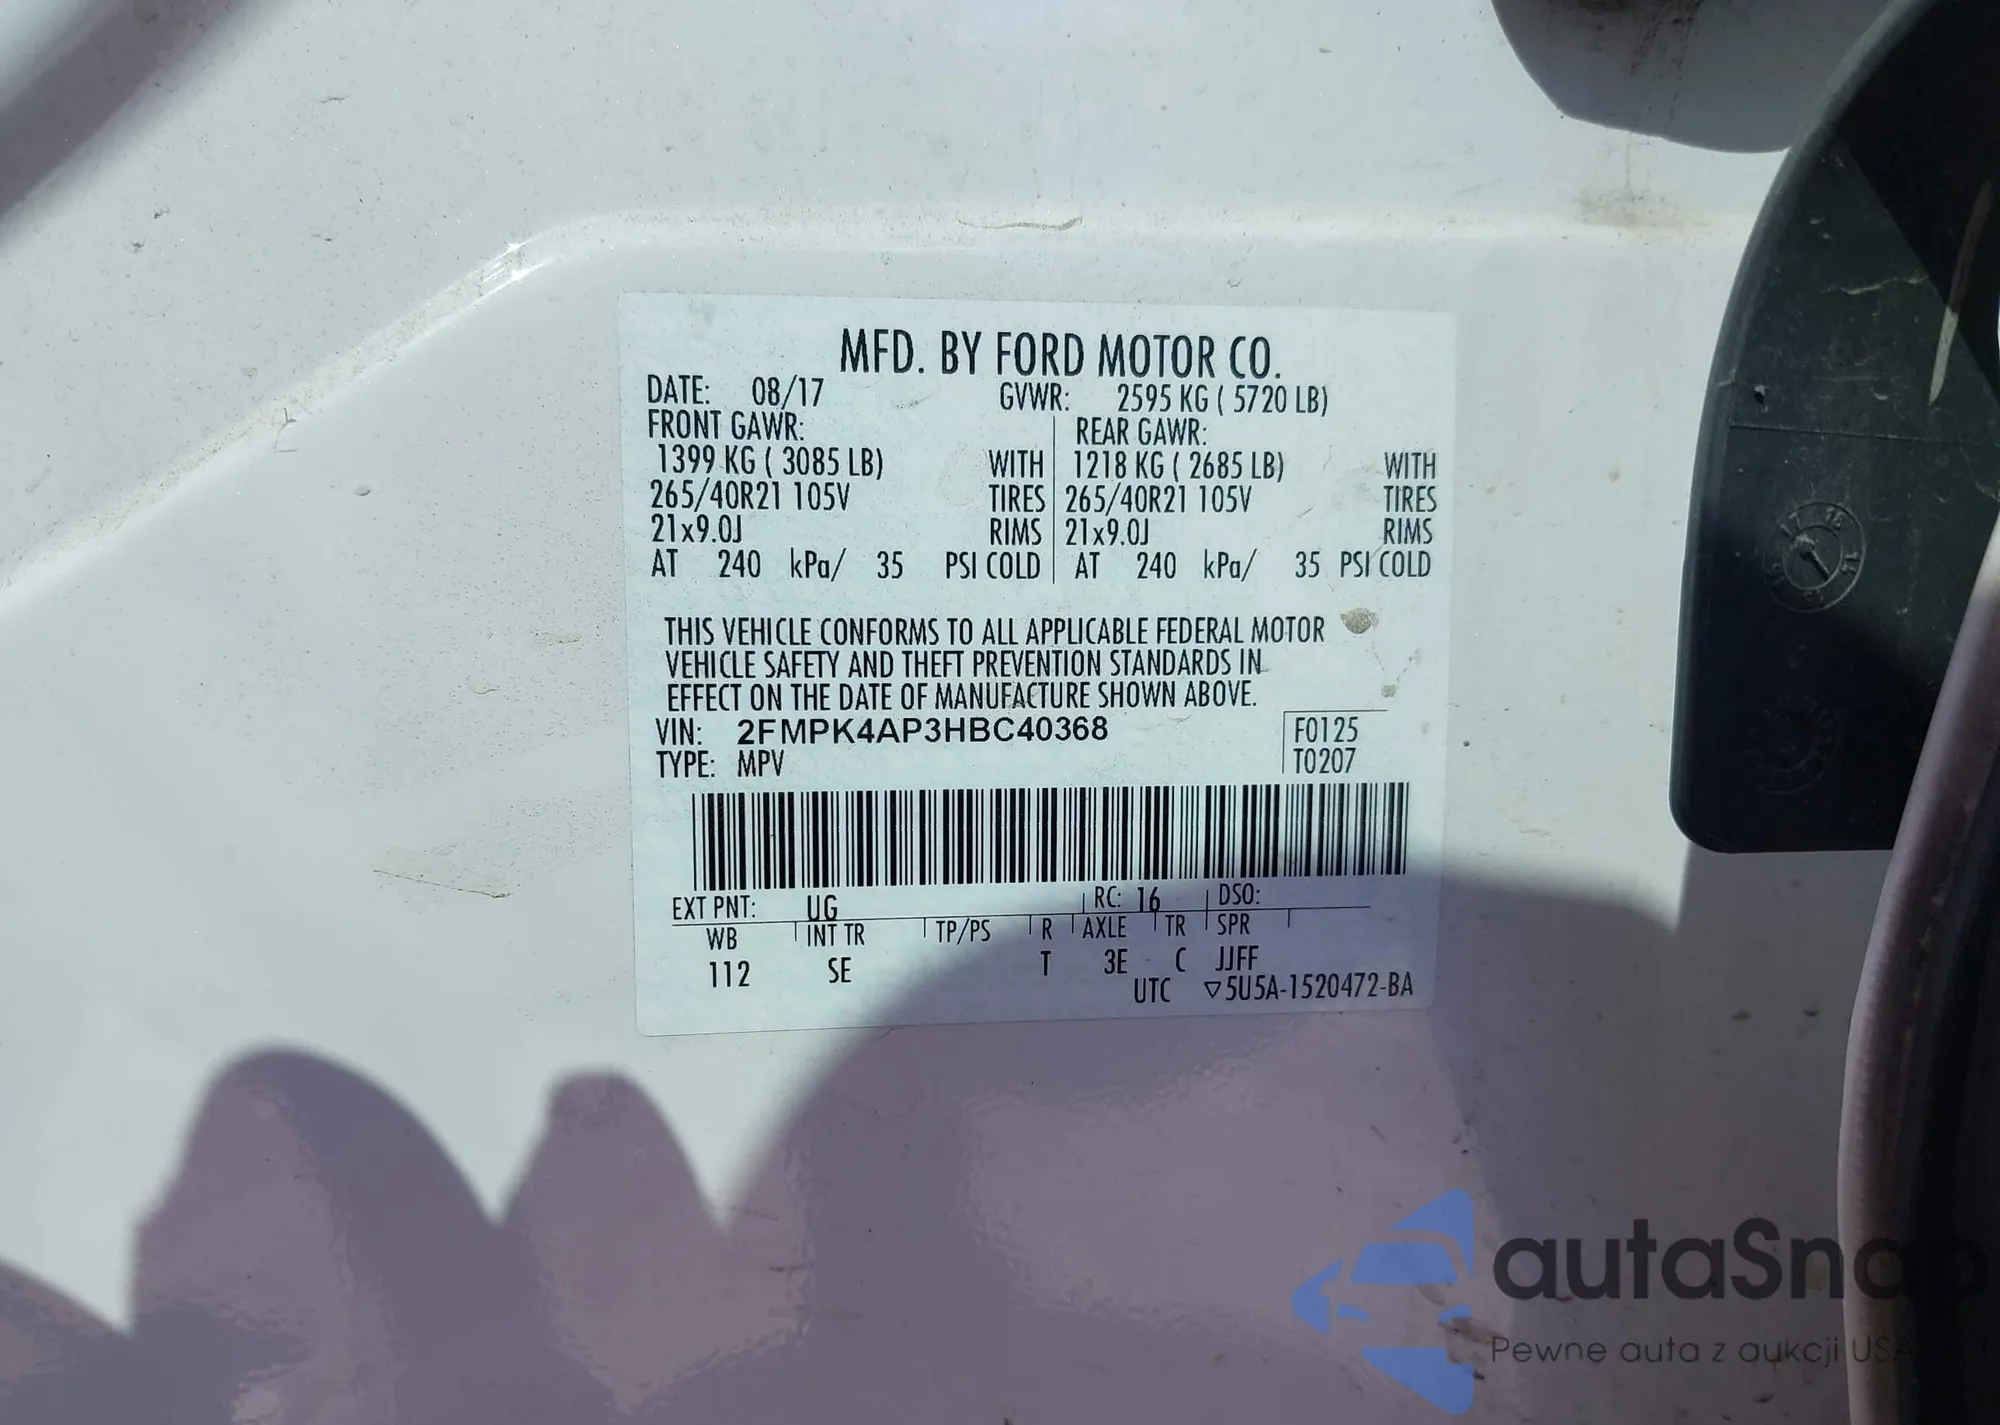 MFD. BY FORD MOTOR CO.
DATE: 08/17 GVWR: 2595 KG ( 5720 LB)
FRONT GAWR: REAR GAWR:
1399 KG ( 3085 LB) WITH 1218 KG ( 2685 LB) WITH
265/40R21 105V TIRES 265/40R21 105V TIRES
21x9.0J RIMS 21x9.0J RIMS
AT 240 kPa/ 35 PSI COLD AT 240 kPa/ 35 PSI COLD
THIS VEHICLE CONFORMS TO ALL APPLICABLE FEDERAL MOTOR
VEHICLE SAFETY AND THEFT PREVENTION STANDARDS IN
EFFECT ON THE DATE OF MANUFACTURE SHOWN ABOVE.
VIN: 2FMPK4AP3HBC40368 F0125
TYPE: MPV T0207
EXT PNT: UG RC: 16 DSO:
WB INT TR TP/PS R AXLE TR SPR
112 SE T 3E C JJFF
UTC ▽5U5A-1520472-BA
autaSnap
Pewne auta z aukcji